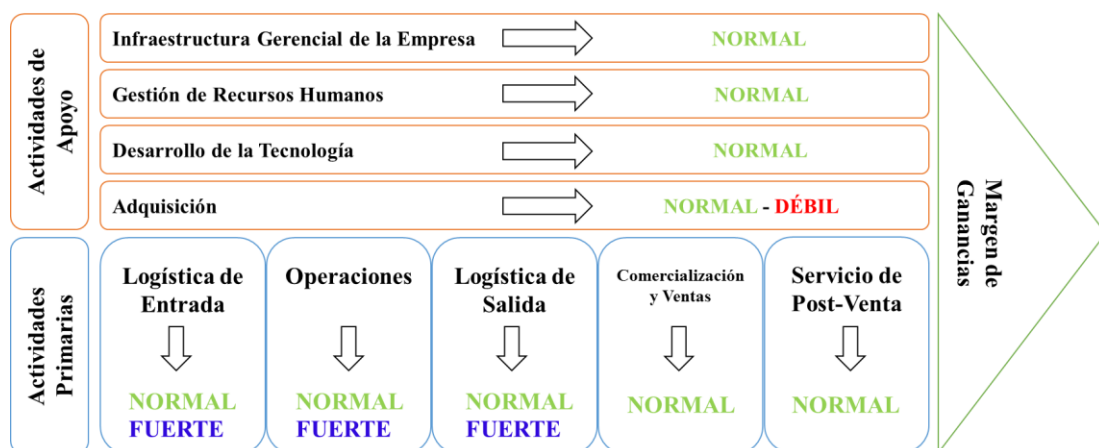 Actividades de
Apoyo
Infraestructura Gerencial de la Empresa
NORMAL
Gestión de Recursos Humanos
NORMAL
Desarrollo de la Tecnología
NORMAL
Adquisición
NORMAL - DÉBIL
Actividades
Primarias
Logística de
Entrada
NORMAL
FUERTE
Operaciones
NORMAL
FUERTE
Logística de
Salida
NORMAL
FUERTE
Comercialización
y Ventas
NORMAL
Servicio de
Post-Venta
NORMAL
Margen de
Ganancias